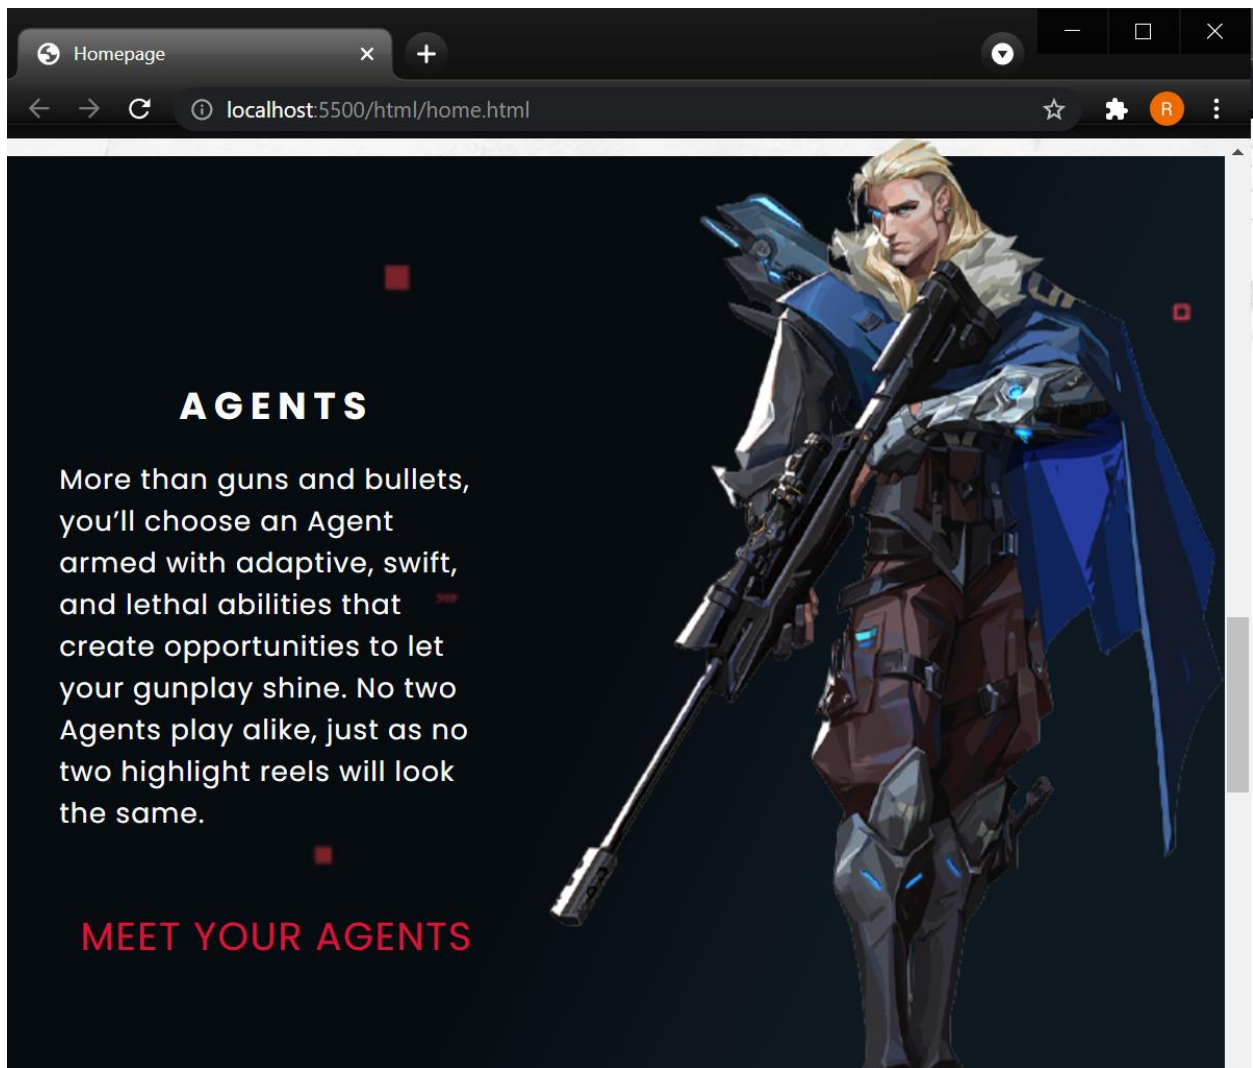 Homepage
localhost:5500/html/home.html
R
AGENTS
More than guns and bullets,
you’ll choose an Agent
armed with adaptive, swift,
and lethal abilities that
create opportunities to let
your gunplay shine. No two
Agents play alike, just as no
two highlight reels will look
the same.
MEET YOUR AGENTS